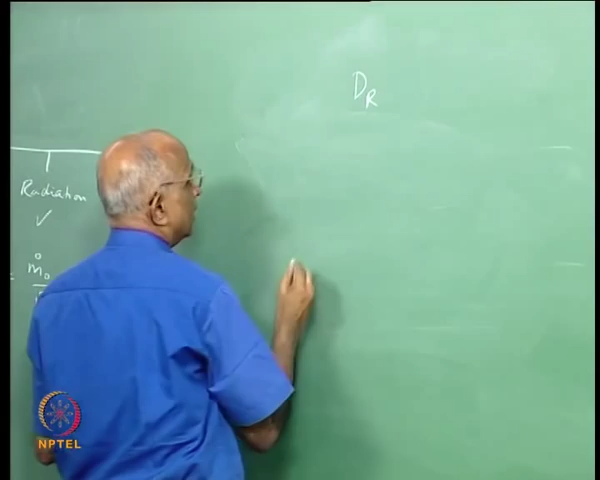 D_R
Radiation
✓
= ṁ₀
NPTEL